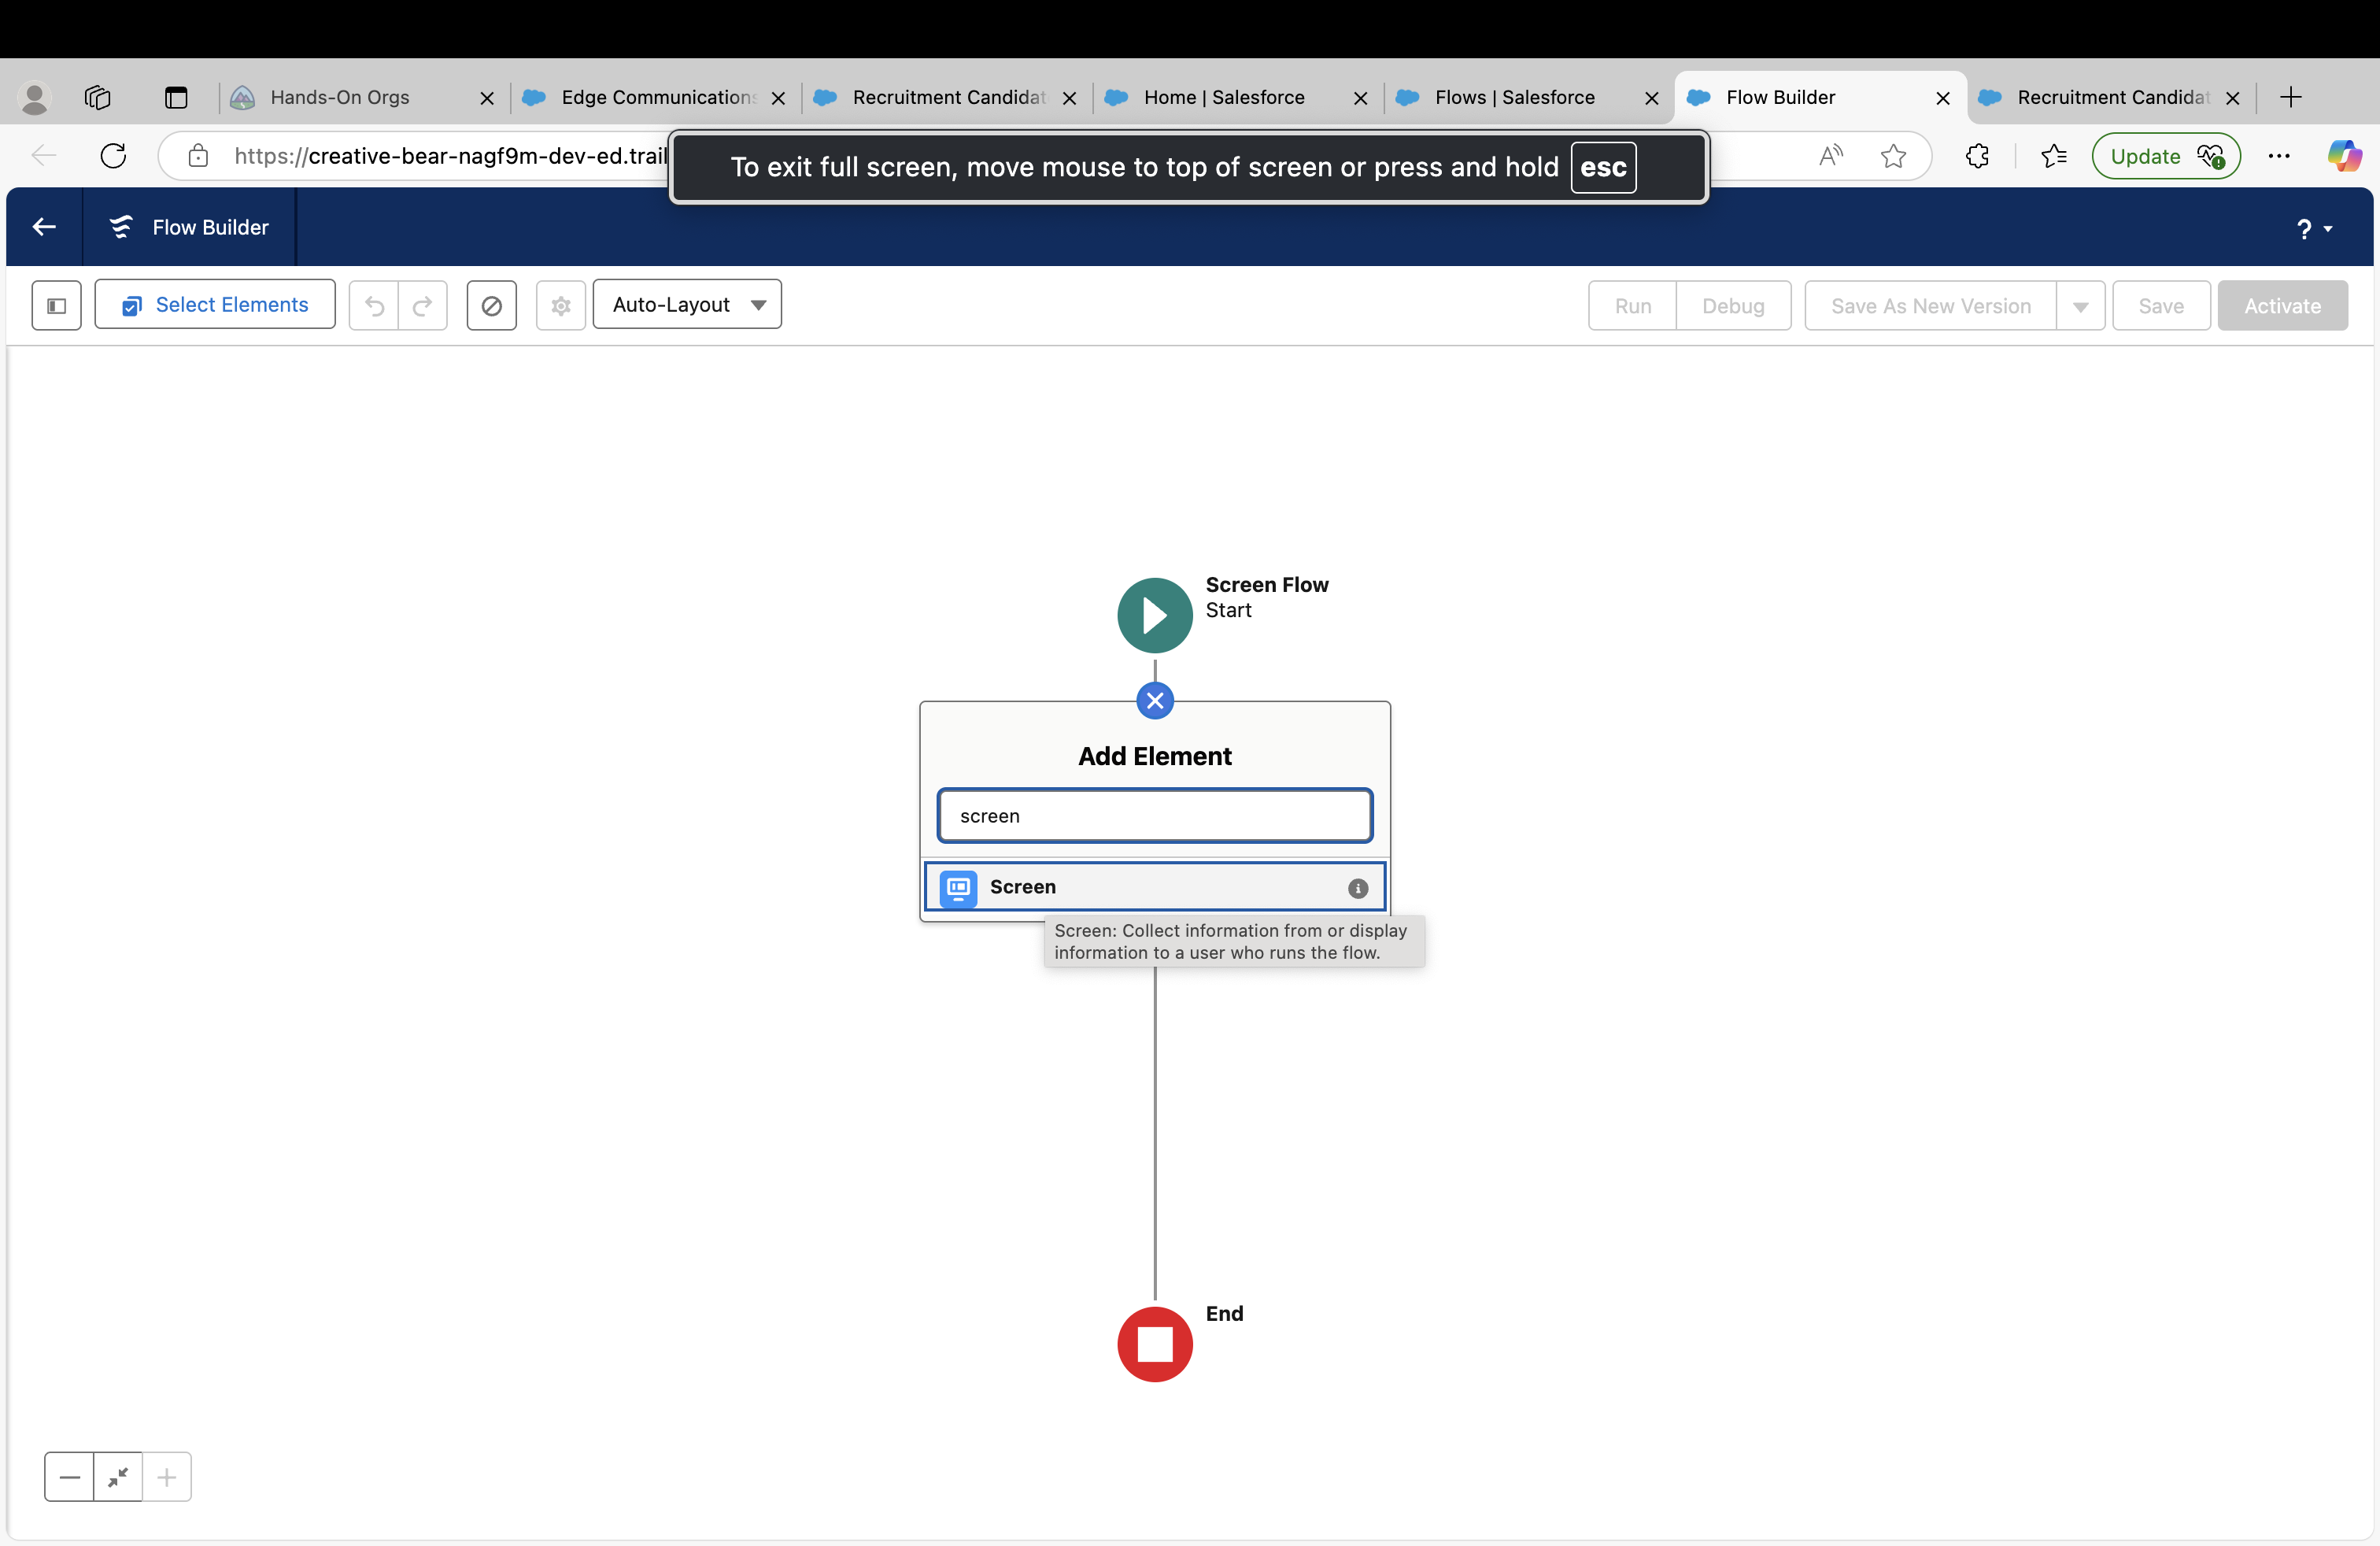 Hands-On Orgs
Edge Communications
Recruitment Candidat
Home | Salesforce
Flows | Salesforce
Flow Builder
Recruitment Candidat
https://creative-bear-nagf9m-dev-ed.trail
To exit full screen, move mouse to top of screen or press and hold esc
Update
Flow Builder
?
Select Elements
Auto-Layout
Run
Debug
Save As New Version
Save
Activate
Screen Flow
Start
Add Element
screen
Screen
Screen: Collect information from or display
information to a user who runs the flow.
End